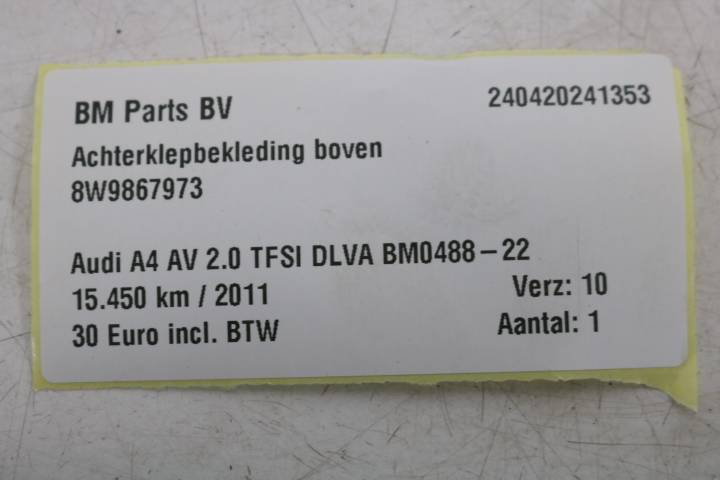 BM Parts BV 240420241353
Achterklepbekleding boven
8W9867973
Audi A4 AV 2.0 TFSI DLVA BM0488-22
15.450 km / 2011 Verz: 10
30 Euro incl. BTW Aantal: 1